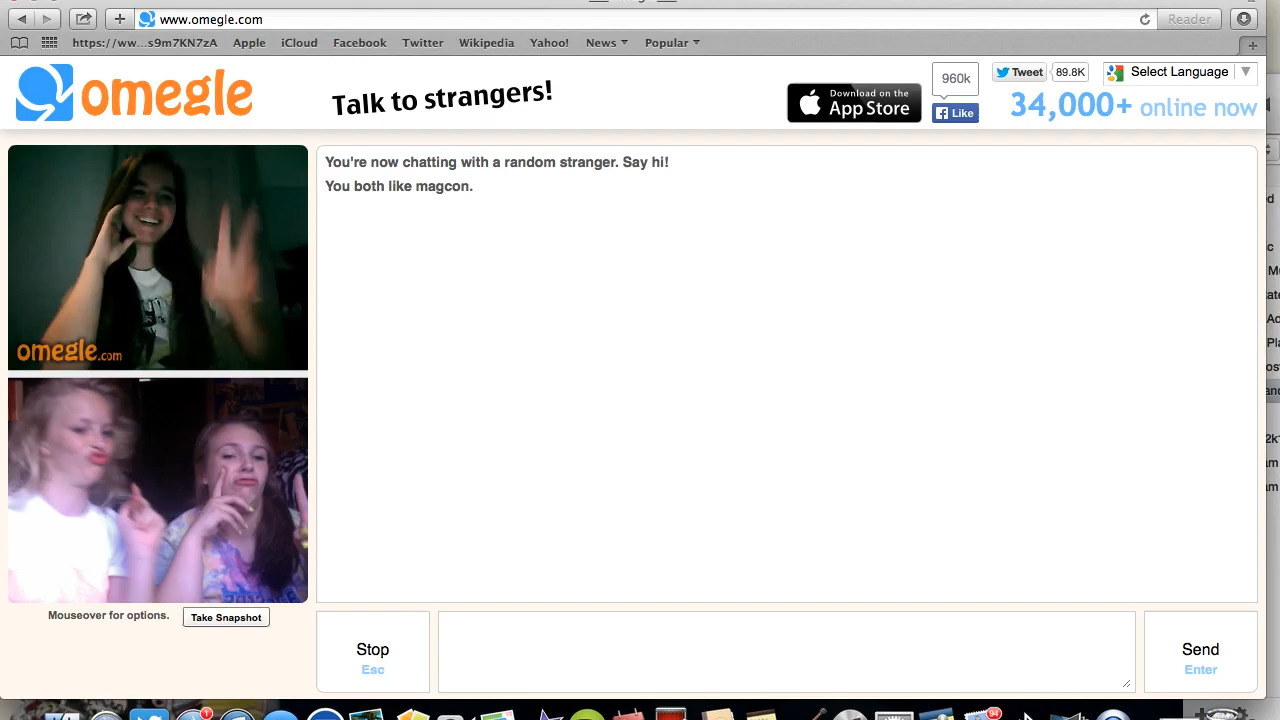 www.omegle.com
Reader
https://ww...s9m7KN7zA Apple iCloud Facebook Twitter Wikipedia Yahoo! News Popular
omegle
Talk to strangers!
Download on the
App Store
960k
Like
Tweet 89.8K
Select Language
34,000+ online now
You're now chatting with a random stranger. Say hi!
You both like magcon.
omegle.com
Mouseover for options. Take Snapshot
Stop
Esc
Send
Enter
1
34